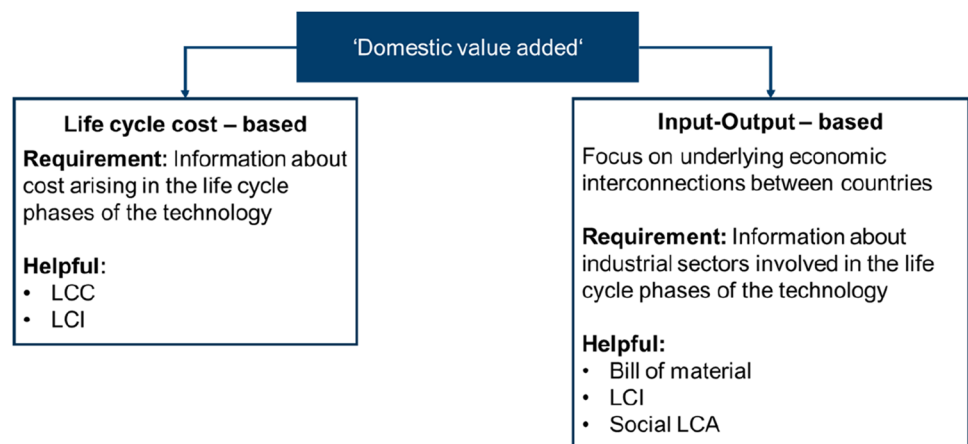 ‘Domestic value added‘
Life cycle cost – based
Requirement: Information about
cost arising in the life cycle
phases of the technology
Helpful:
• LCC
• LCI
Input-Output – based
Focus on underlying economic
interconnections between countries
Requirement: Information about
industrial sectors involved in the life
cycle phases of the technology
Helpful:
• Bill of material
• LCI
• Social LCA